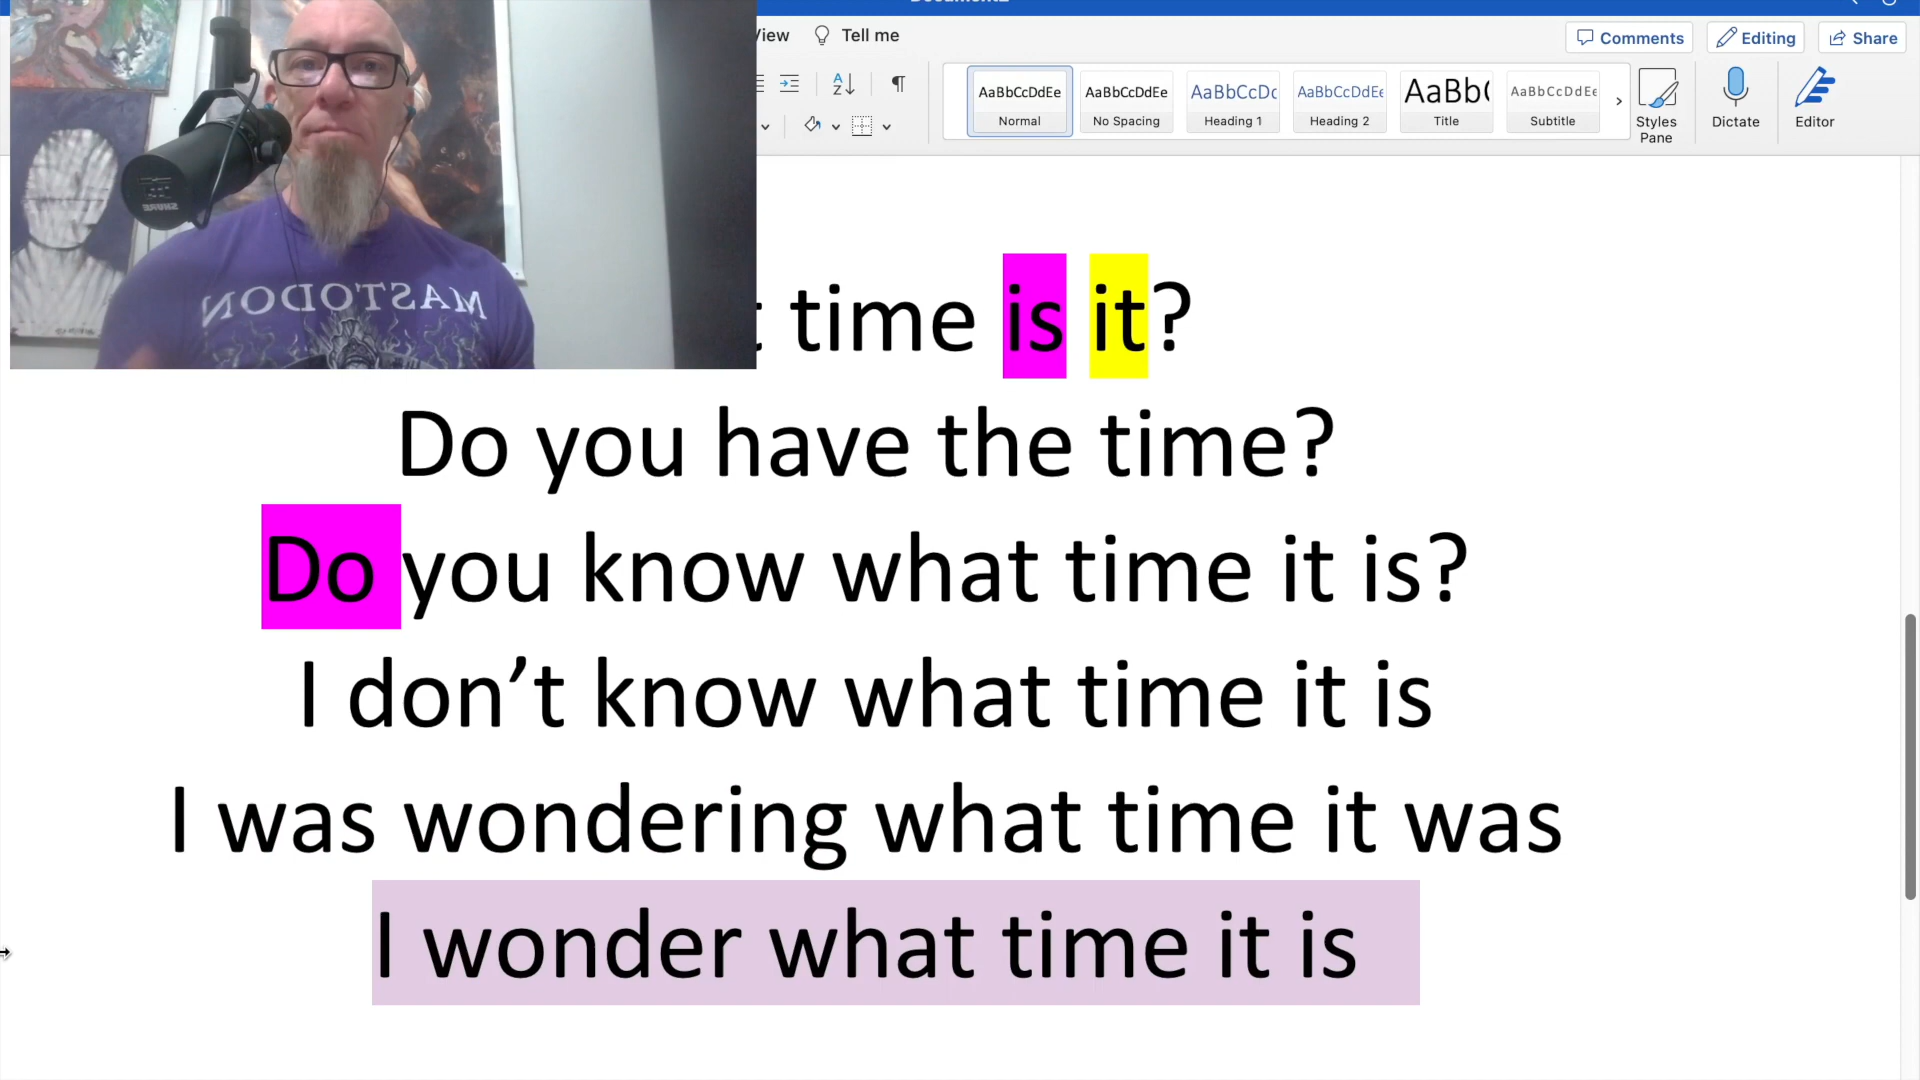 View Tell me
Comments Editing Share
AaBbCcDdEe AaBbCcDdEe AaBbCcDc AaBbCcDdEe AaBb( AaBbCcDdEe
Normal No Spacing Heading 1 Heading 2 Title Subtitle
Styles Pane
Dictate
Editor
SHURE
MASTODON
time is it?
Do you have the time?
Do you know what time it is?
I don’t know what time it is
I was wondering what time it was
I wonder what time it is